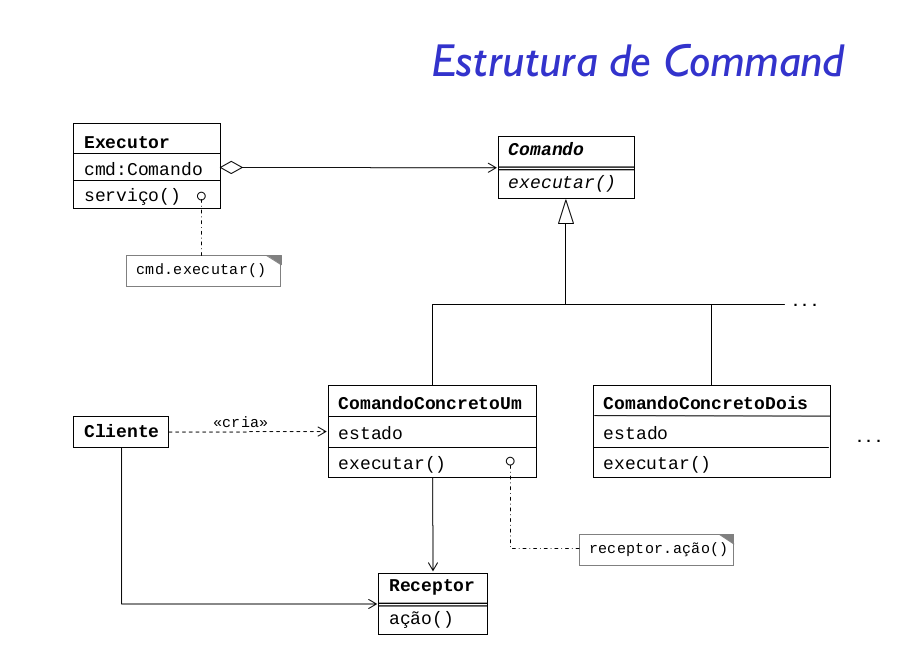 Estrutura de Command
Executor
cmd:Comando
serviço()
cmd.executar()
Comando
executar()
...
ComandoConcretoUm
estado
executar()
ComandoConcretoDois
estado
executar()
...
Cliente
«cria»
receptor.ação()
Receptor
ação()